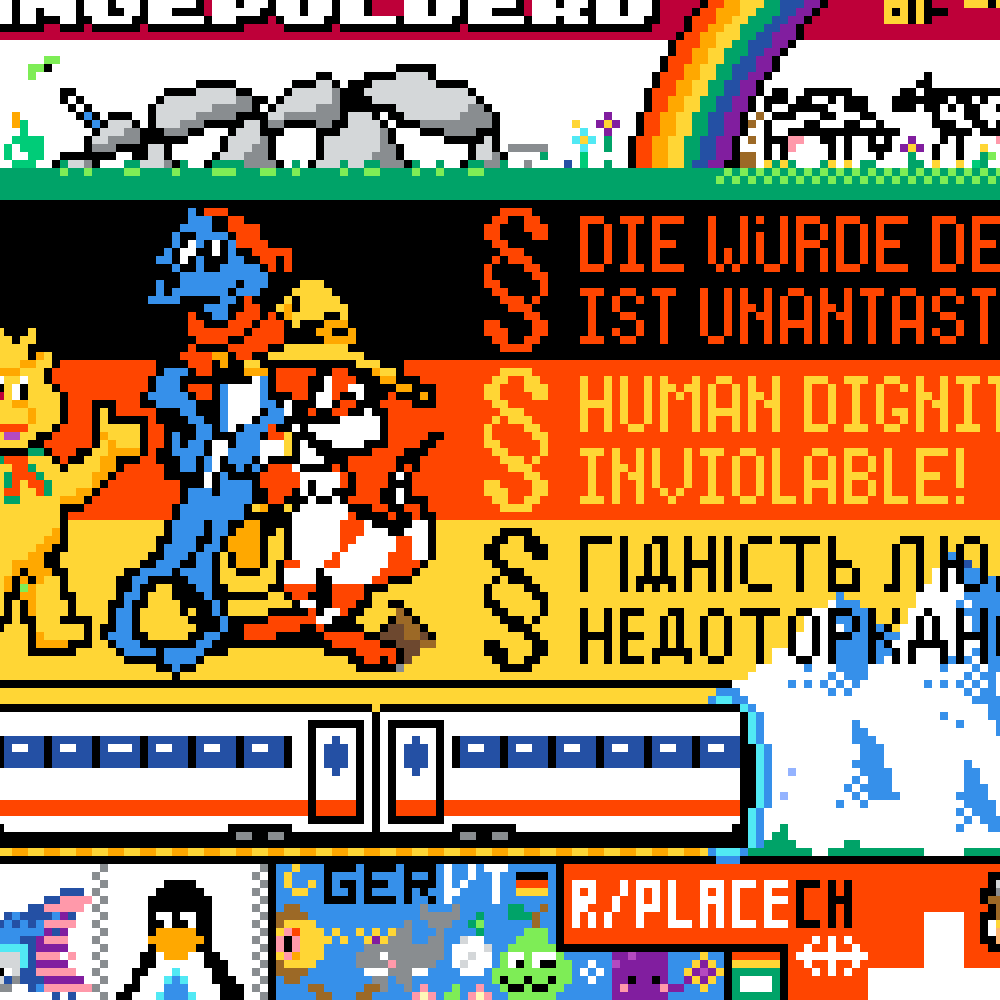 § DIE WÜRDE DE
IST UNANTAST
§ HUMAN DIGNIT
INVIOLABLE!
§ ГІДНІСТЬ ЛЮ
НЕДОТОРКАН
GERVT
R/PLACECH